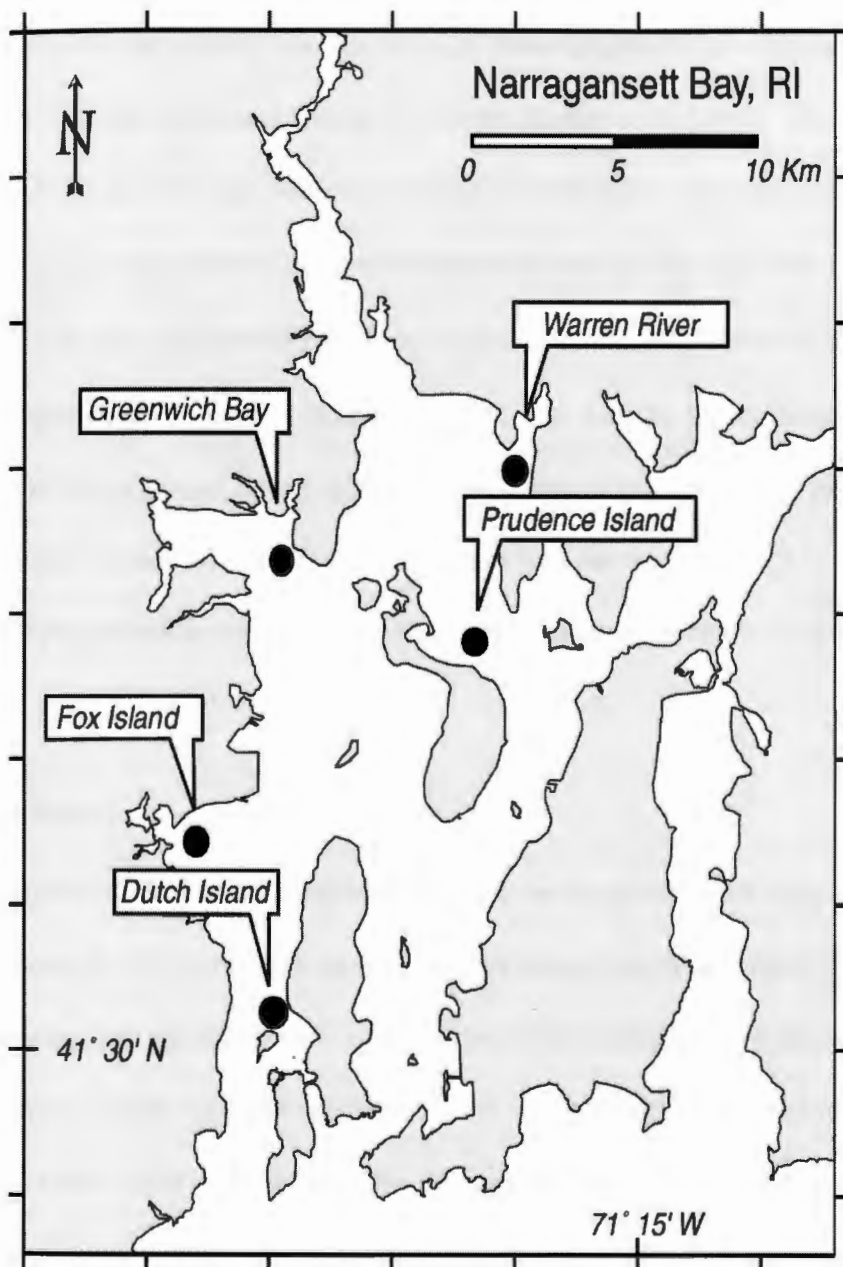 Narragansett Bay, RI
N
0 5 10 Km
Warren River
Greenwich Bay
Prudence Island
Fox Island
Dutch Island
41° 30' N
71° 15' W